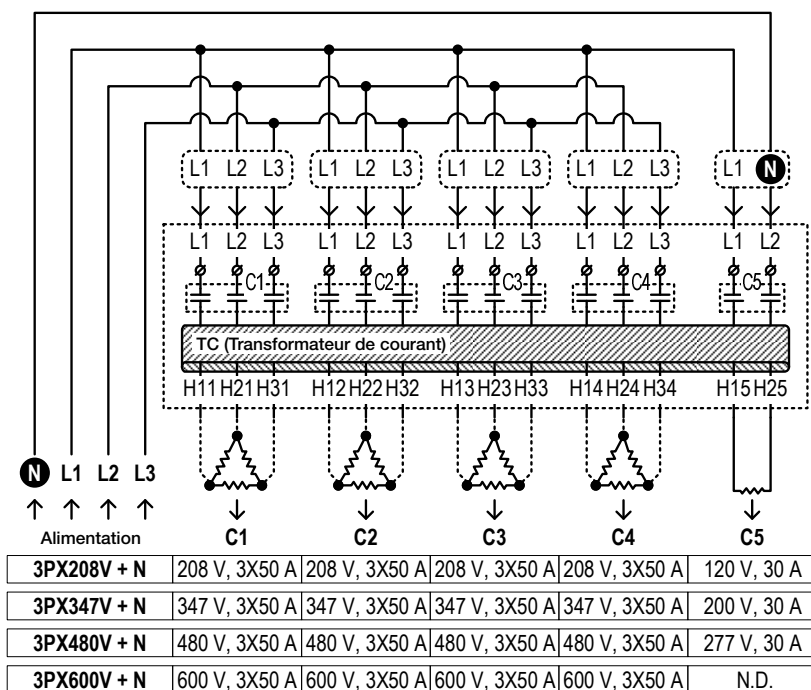 L1 L2 L3 L1 L2 L3 L1 L2 L3 L1 L2 L3 L1 N
L1 L2 L3 L1 L2 L3 L1 L2 L3 L1 L2 L3 L1 L2
C1 C2 C3 C4 C5
TC (Transformateur de courant)
H11 H21 H31 H12 H22 H32 H13 H23 H33 H14 H24 H34 H15 H25
N L1 L2 L3
Alimentation C1 C2 C3 C4 C5
3PX208V + N 208 V, 3X50 A 208 V, 3X50 A 208 V, 3X50 A 208 V, 3X50 A 120 V, 30 A
3PX347V + N 347 V, 3X50 A 347 V, 3X50 A 347 V, 3X50 A 347 V, 3X50 A 200 V, 30 A
3PX480V + N 480 V, 3X50 A 480 V, 3X50 A 480 V, 3X50 A 480 V, 3X50 A 277 V, 30 A
3PX600V + N 600 V, 3X50 A 600 V, 3X50 A 600 V, 3X50 A 600 V, 3X50 A N.D.